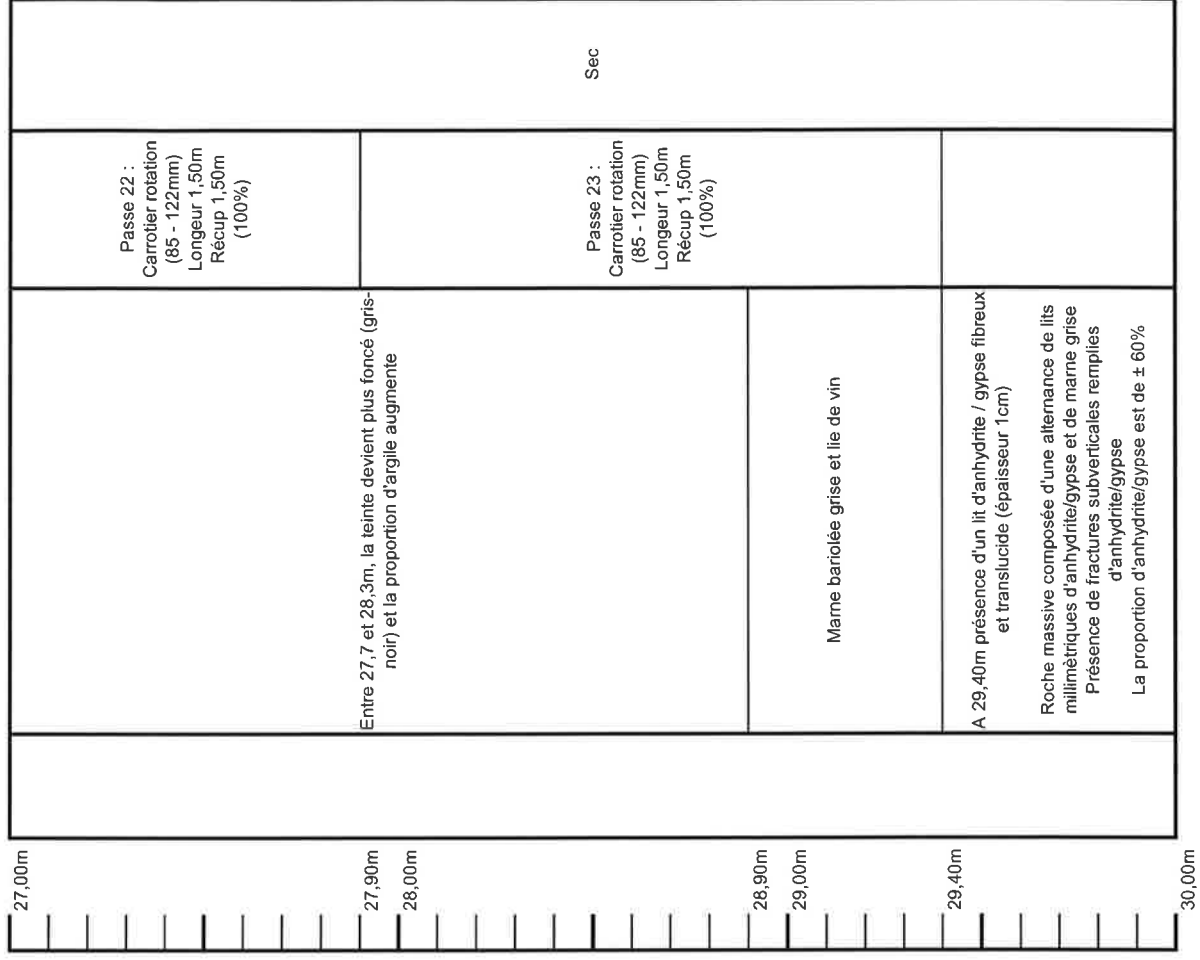 27,00m
27,90m
28,00m
28,90m
29,00m
29,40m
30,00m
Entre 27,7 et 28,3m, la teinte devient plus foncé (gris-
noir) et la proportion d'argile augmente
Marne bariolée grise et lie de vin
A 29,40m présence d'un lit d'anhydrite / gypse fibreux
et translucide (épaisseur 1cm)
Roche massive composée d'une alternance de lits
millimètriques d'anhydrite/gypse et de marne grise
Présence de fractures subverticales remplies
d'anhydrite/gypse
La proportion d'anhydrite/gypse est de ± 60%
Passe 22 :
Carrotier rotation
(85 - 122mm)
Longeur 1,50m
Récup 1,50m
(100%)
Passe 23 :
Carrotier rotation
(85 - 122mm)
Longeur 1,50m
Récup 1,50m
(100%)
Sec